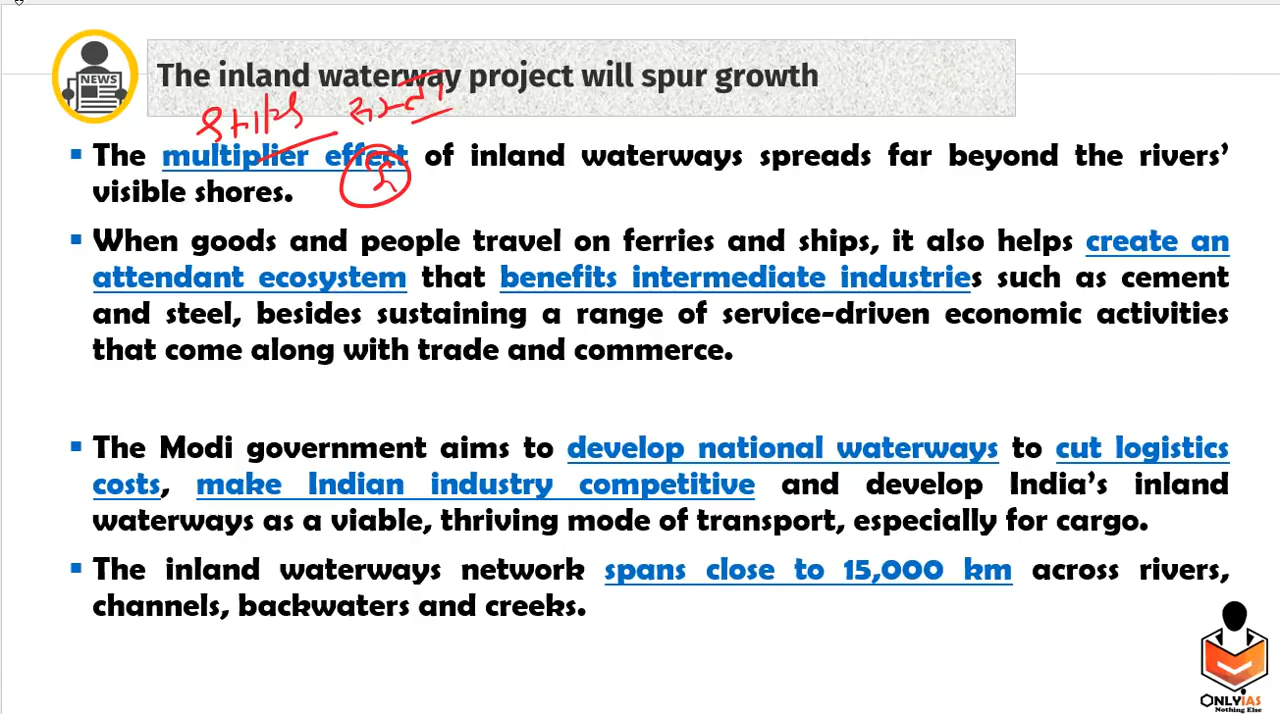 NEWS
The inland waterway project will spur growth
▪ The multiplier effect of inland waterways spreads far beyond the rivers’
visible shores.
▪ When goods and people travel on ferries and ships, it also helps create an
attendant ecosystem that benefits intermediate industries such as cement
and steel, besides sustaining a range of service-driven economic activities
that come along with trade and commerce.
▪ The Modi government aims to develop national waterways to cut logistics
costs, make Indian industry competitive and develop India’s inland
waterways as a viable, thriving mode of transport, especially for cargo.
▪ The inland waterways network spans close to 15,000 km across rivers,
channels, backwaters and creeks.
ONLYIAS
Nothing Else